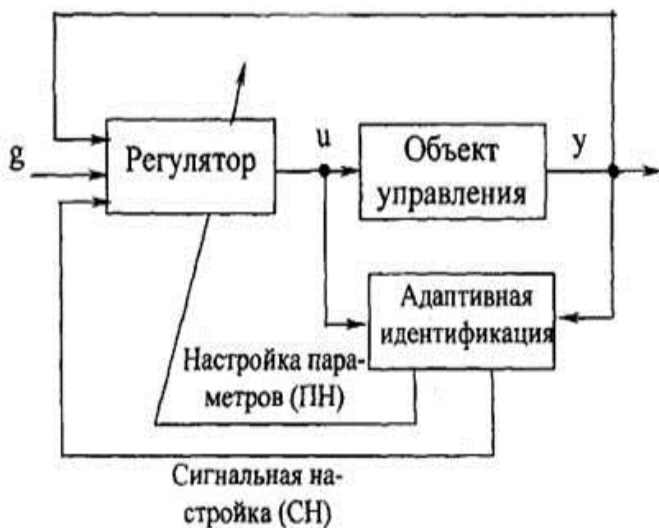 g
Регулятор
u
Объект
управления
y
Адаптивная
идентификация
Настройка пара-
метров (ПН)
Сигнальная на-
стройка (СН)